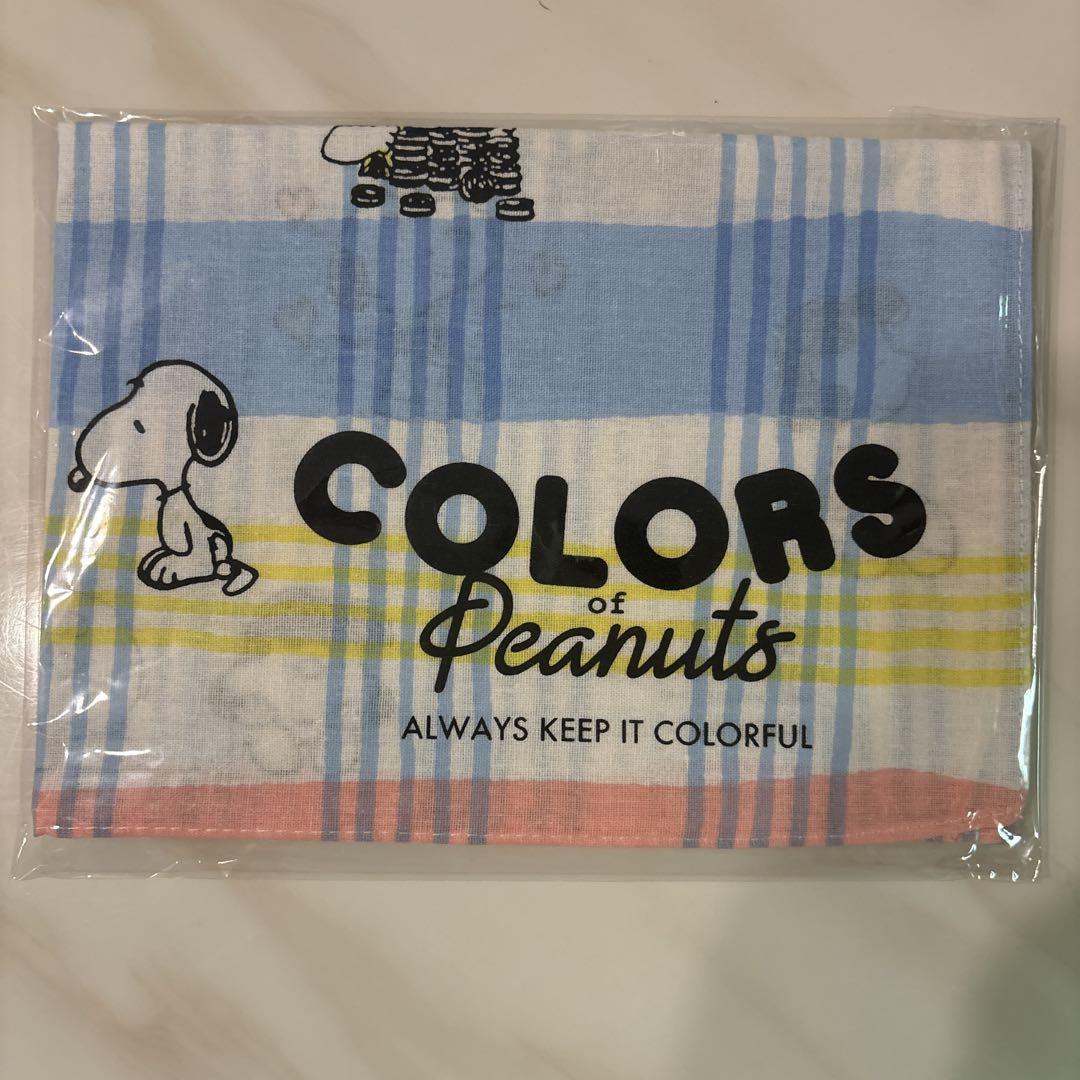 COLORS
of
Peanuts
ALWAYS KEEP IT COLORFUL